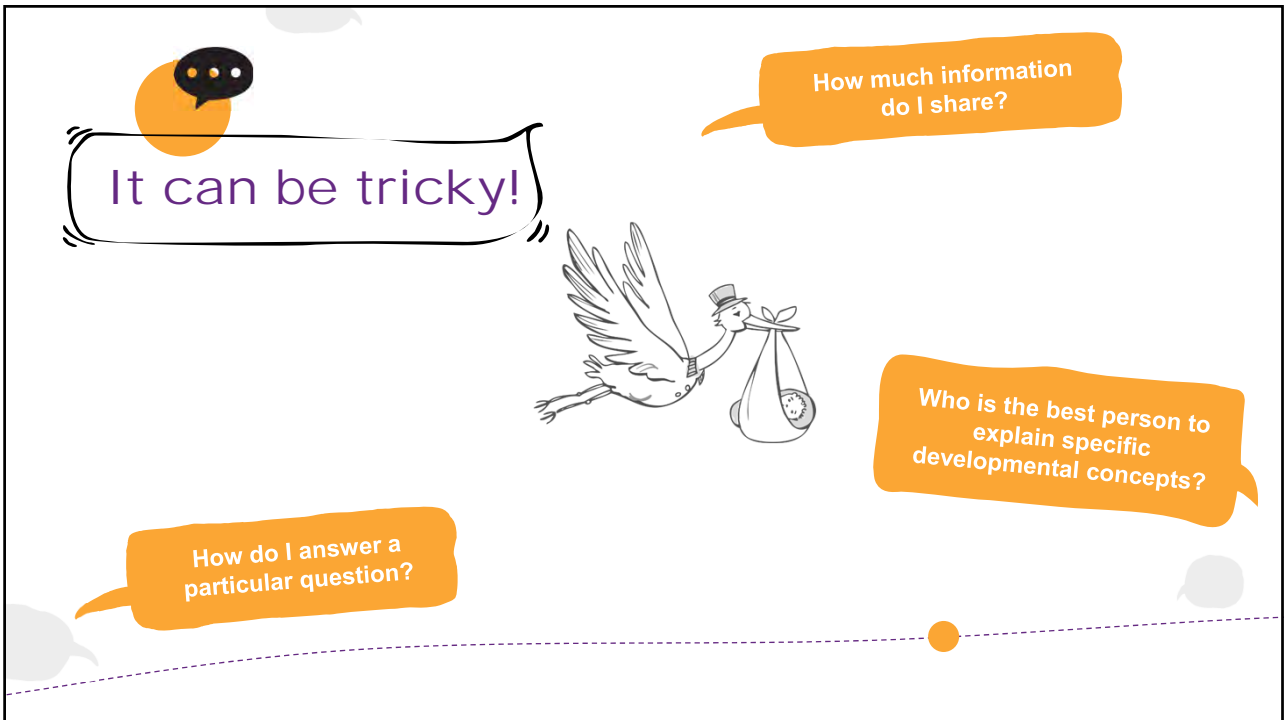 It can be tricky!
How much information
do I share?
Who is the best person to
explain specific
developmental concepts?
How do I answer a
particular question?